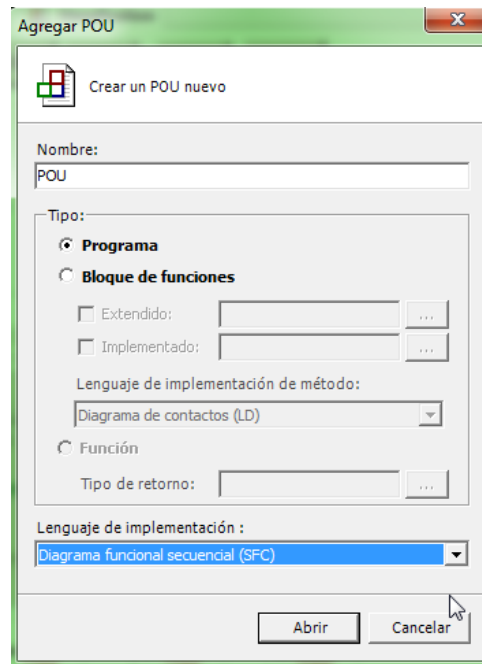 Agregar POU
Crear un POU nuevo
Nombre:
POU
Tipo:
Programa
Bloque de funciones
Extendido:
...
Implementado:
...
Lenguaje de implementación de método:
Diagrama de contactos (LD)
Función
Tipo de retorno:
...
Lenguaje de implementación :
Diagrama funcional secuencial (SFC)
Abrir
Cancelar